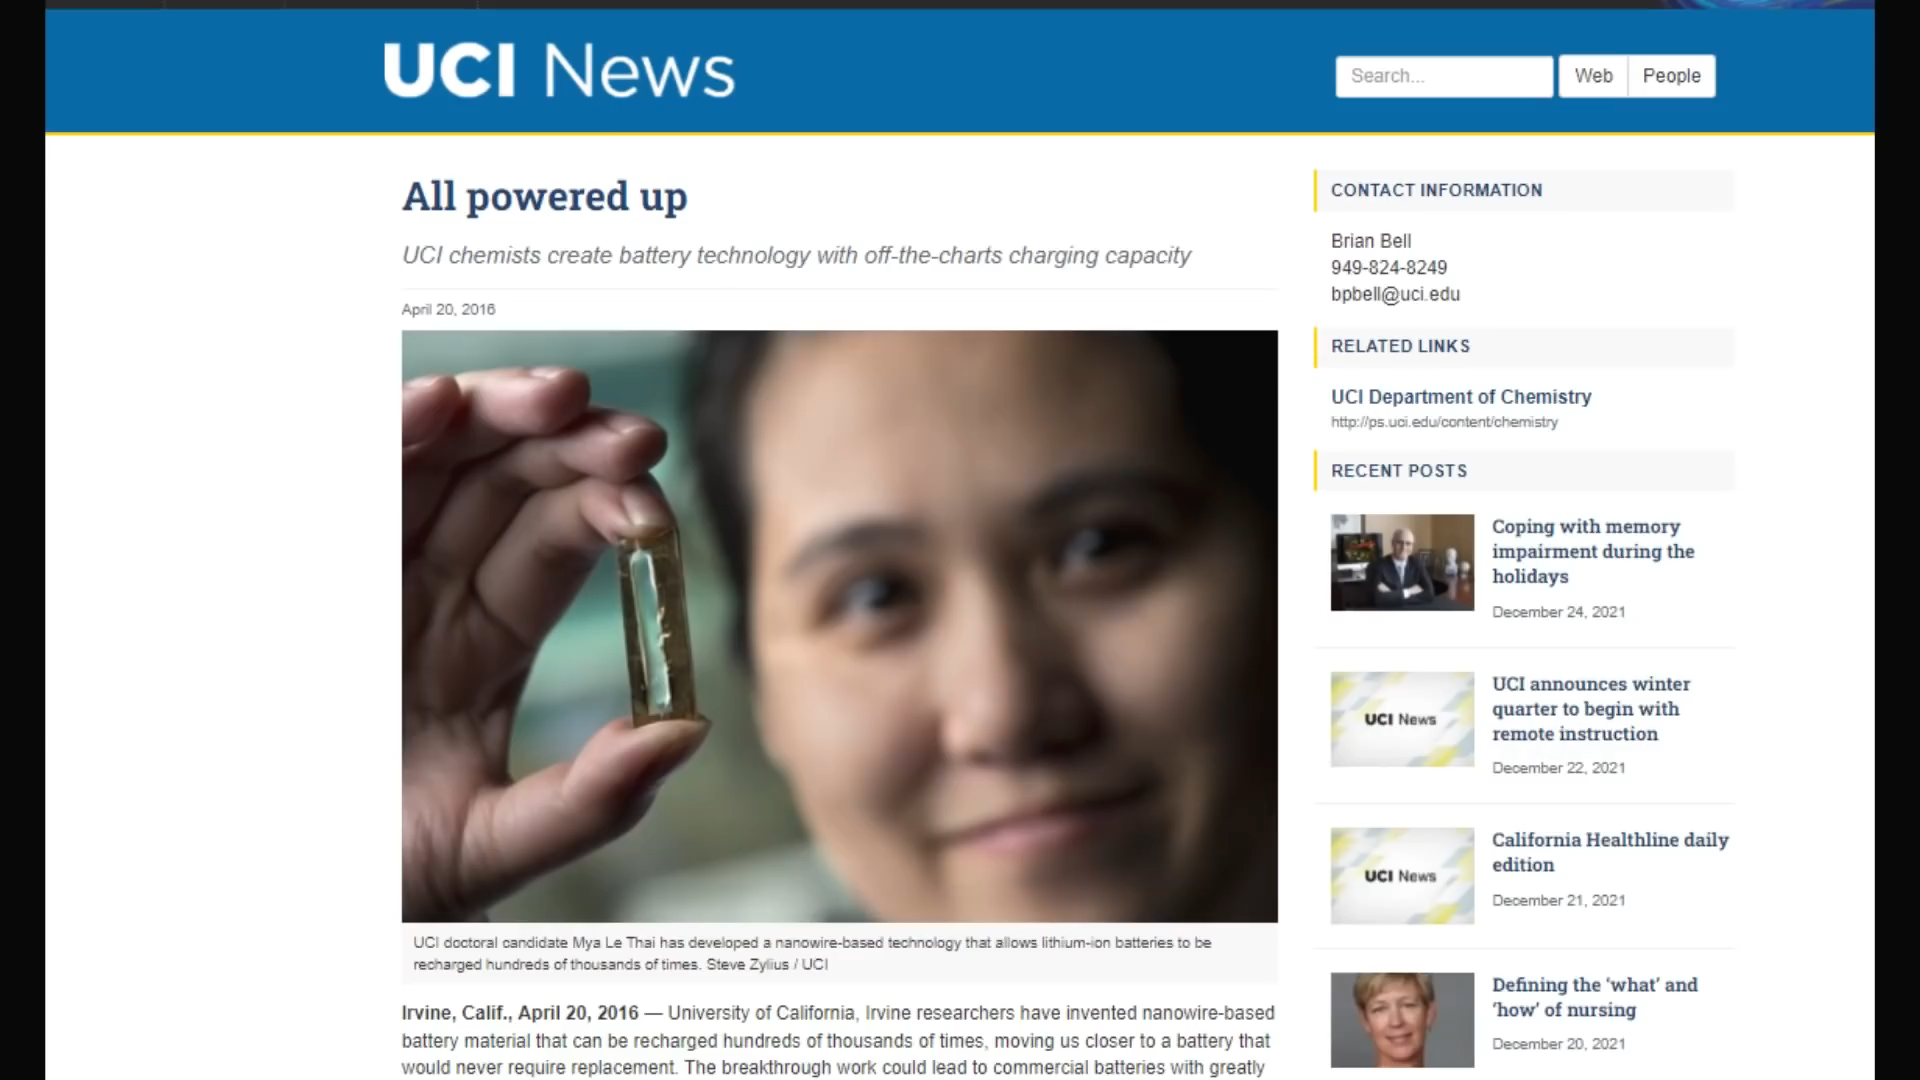 UCI News
Search...
Web
People
All powered up
UCI chemists create battery technology with off-the-charts charging capacity
April 20, 2016
UCI doctoral candidate Mya Le Thai has developed a nanowire-based technology that allows lithium-ion batteries to be
recharged hundreds of thousands of times. Steve Zylius / UCI
Irvine, Calif., April 20, 2016 — University of California, Irvine researchers have invented nanowire-based
battery material that can be recharged hundreds of thousands of times, moving us closer to a battery that
would never require replacement. The breakthrough work could lead to commercial batteries with greatly
CONTACT INFORMATION
Brian Bell
949-824-8249
bpbell@uci.edu
RELATED LINKS
UCI Department of Chemistry
http://ps.uci.edu/content/chemistry
RECENT POSTS
Coping with memory
impairment during the
holidays
December 24, 2021
UCI News
UCI announces winter
quarter to begin with
remote instruction
December 22, 2021
UCI News
California Healthline daily
edition
December 21, 2021
Defining the ‘what’ and
‘how’ of nursing
December 20, 2021